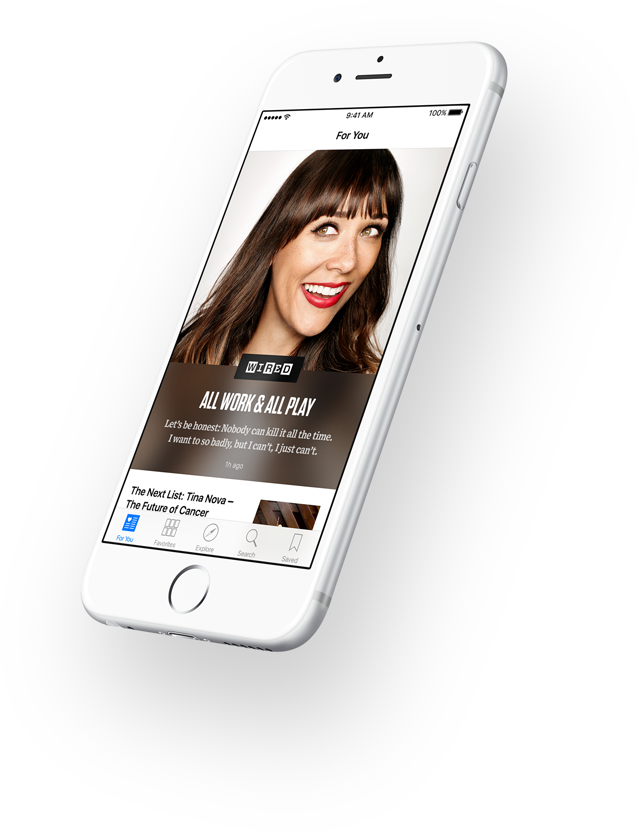 9:41 AM
100%
For You
WIRED
ALL WORK & ALL PLAY
Let's be honest: Nobody can kill it all the time.
I want to so badly, but I can't, I just can't.
1h ago
The Next List: Tina Nova –
The Future of Cancer
For You
Favorites
Explore
Search
Saved